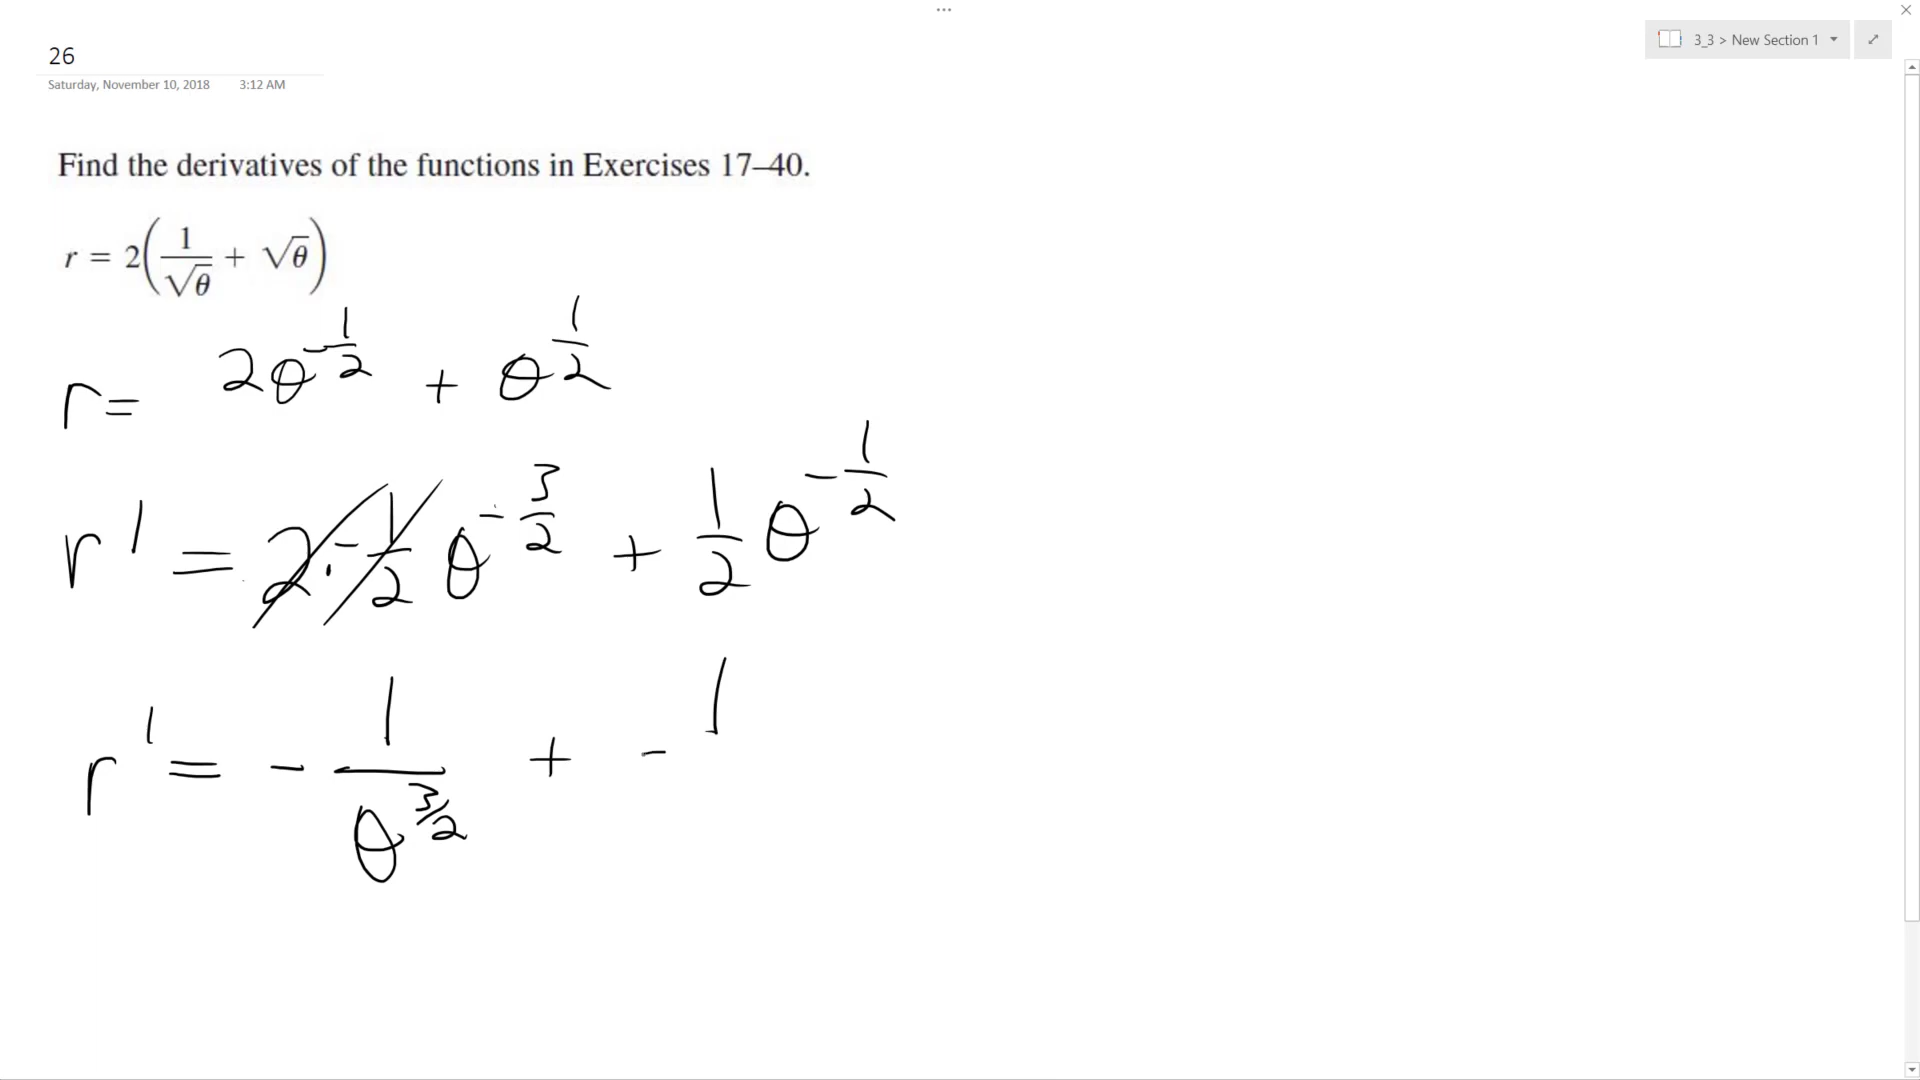 ...
3_3 > New Section 1
26
Saturday, November 10, 2018 3:12 AM
Find the derivatives of the functions in Exercises 17–40.
r = 2(1/√θ + √θ)
r = 2θ^(-1/2) + θ^(1/2)
r' = 2·-1/2 θ^(-3/2) + 1/2 θ^(-1/2)
r' = - 1/θ^(3/2) + - 1